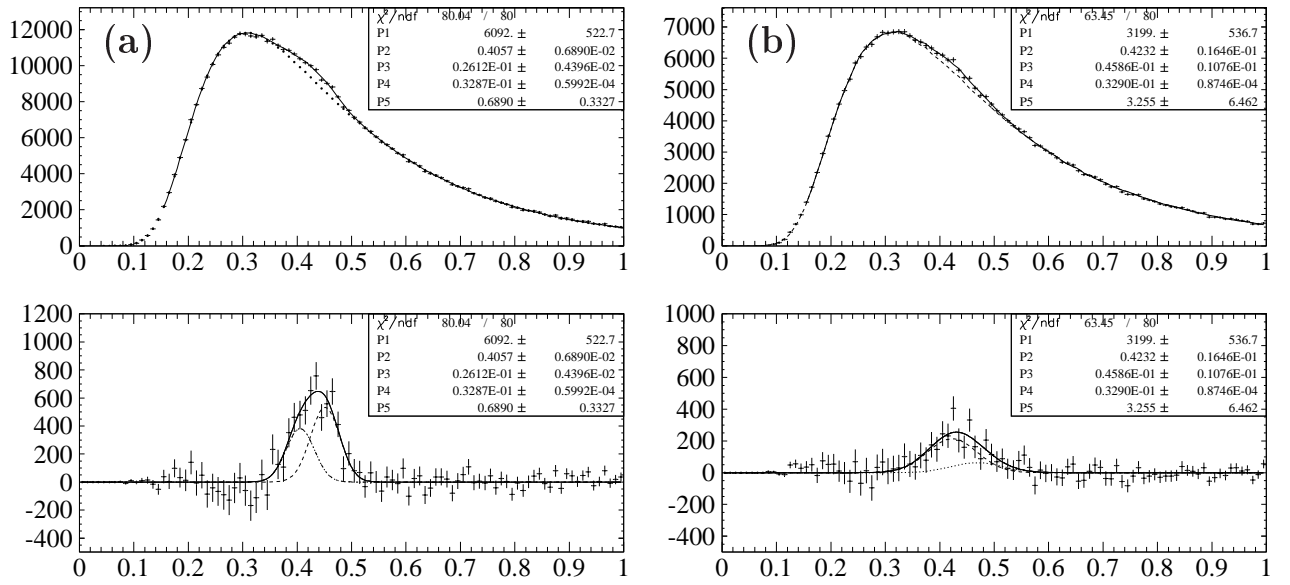 (a)
χ²/ndf 80.04 / 80
P1 6092. ± 522.7
P2 0.4057 ± 0.6890E-02
P3 0.2612E-01 ± 0.4396E-02
P4 0.3287E-01 ± 0.5992E-04
P5 0.6890 ± 0.3327
12000
10000
8000
6000
4000
2000
0
0 0.1 0.2 0.3 0.4 0.5 0.6 0.7 0.8 0.9 1
(b)
χ²/ndf 63.45 / 80
P1 3199. ± 536.7
P2 0.4232 ± 0.1646E-01
P3 0.4586E-01 ± 0.1076E-01
P4 0.3290E-01 ± 0.8746E-04
P5 3.255 ± 6.462
7000
6000
5000
4000
3000
2000
1000
0
0 0.1 0.2 0.3 0.4 0.5 0.6 0.7 0.8 0.9 1
χ²/ndf 80.04 / 80
P1 6092. ± 522.7
P2 0.4057 ± 0.6890E-02
P3 0.2612E-01 ± 0.4396E-02
P4 0.3287E-01 ± 0.5992E-04
P5 0.6890 ± 0.3327
1200
1000
800
600
400
200
0
-200
-400
0 0.1 0.2 0.3 0.4 0.5 0.6 0.7 0.8 0.9 1
χ²/ndf 63.45 / 80
P1 3199. ± 536.7
P2 0.4232 ± 0.1646E-01
P3 0.4586E-01 ± 0.1076E-01
P4 0.3290E-01 ± 0.8746E-04
P5 3.255 ± 6.462
1000
800
600
400
200
0
-200
-400
0 0.1 0.2 0.3 0.4 0.5 0.6 0.7 0.8 0.9 1